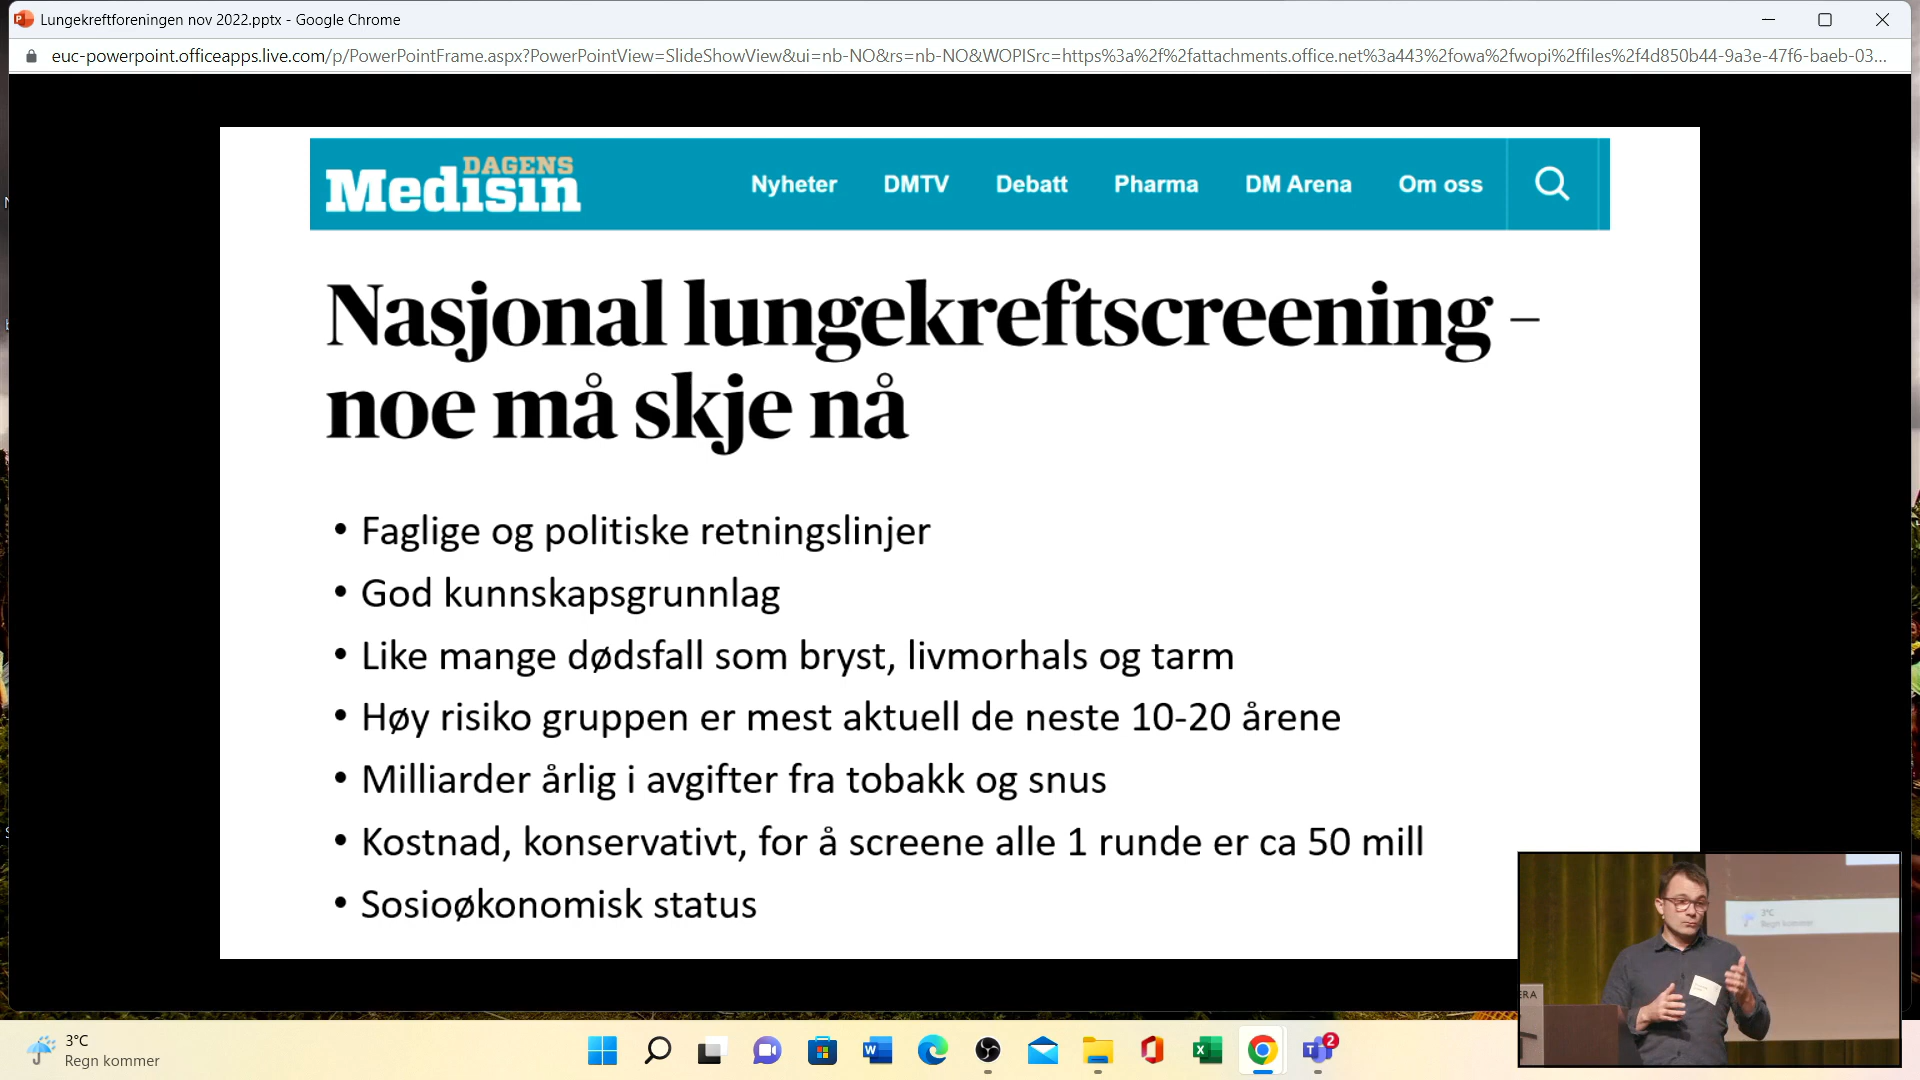 Lungekreftforeningen nov 2022.pptx - Google Chrome
euc-powerpoint.officeapps.live.com/p/PowerPointFrame.aspx?PowerPointView=SlideShowView&ui=nb-NO&rs=nb-NO&WOPISrc=https%3a%2f%2fattachments.office.net%3a443%2fowa%2fwopi%2ffiles%2f4d850b44-9a3e-47f6-baeb-03...
DAGENS
Medisin
Nyheter DMTV Debatt Pharma DM Arena Om oss
Nasjonal lungekreftscreening –
noe må skje nå
• Faglige og politiske retningslinjer
• God kunnskapsgrunnlag
• Like mange dødsfall som bryst, livmorhals og tarm
• Høy risiko gruppen er mest aktuell de neste 10-20 årene
• Milliarder årlig i avgifter fra tobakk og snus
• Kostnad, konservativt, for å screene alle 1 runde er ca 50 mill
• Sosioøkonomisk status
3°C
Regn kommer
ERA
3°C
Regn kommer
2